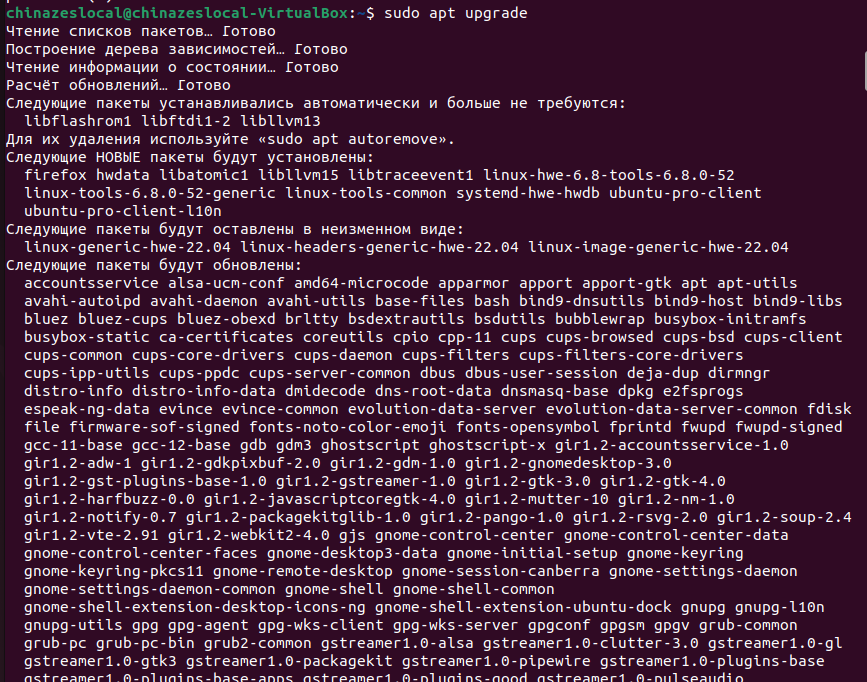 chinazeslocal@chinazeslocal-VirtualBox:~$ sudo apt upgrade
Чтение списков пакетов… Готово
Построение дерева зависимостей… Готово
Чтение информации о состоянии… Готово
Расчёт обновлений… Готово
Следующие пакеты устанавливались автоматически и больше не требуются:
libflashrom1 libftdi1-2 libllvm13
Для их удаления используйте «sudo apt autoremove».
Следующие НОВЫЕ пакеты будут установлены:
firefox hwdata libatomic1 libllvm15 libtraceevent1 linux-hwe-6.8-tools-6.8.0-52
linux-tools-6.8.0-52-generic linux-tools-common systemd-hwe-hwdb ubuntu-pro-client
ubuntu-pro-client-l10n
Следующие пакеты будут оставлены в неизменном виде:
linux-generic-hwe-22.04 linux-headers-generic-hwe-22.04 linux-image-generic-hwe-22.04
Следующие пакеты будут обновлены:
accountsservice alsa-ucm-conf amd64-microcode apparmor apport apport-gtk apt apt-utils
avahi-autoipd avahi-daemon avahi-utils base-files bash bind9-dnsutils bind9-host bind9-libs
bluez bluez-cups bluez-obexd brltty bsdextrautils bsdutils bubblewrap busybox-initramfs
busybox-static ca-certificates coreutils cpio cpp-11 cups cups-browsed cups-bsd cups-client
cups-common cups-core-drivers cups-daemon cups-filters cups-filters-core-drivers
cups-ipp-utils cups-ppdc cups-server-common dbus dbus-user-session deja-dup dirmngr
distro-info distro-info-data dmidecode dns-root-data dnsmasq-base dpkg e2fsprogs
espeak-ng-data evince evince-common evolution-data-server evolution-data-server-common fdisk
file firmware-sof-signed fonts-noto-color-emoji fonts-opensymbol fprintd fwupd fwupd-signed
gcc-11-base gcc-12-base gdb gdm3 ghostscript ghostscript-x gir1.2-accountsservice-1.0
gir1.2-adw-1 gir1.2-gdkpixbuf-2.0 gir1.2-gdm-1.0 gir1.2-gnomedesktop-3.0
gir1.2-gst-plugins-base-1.0 gir1.2-gstreamer-1.0 gir1.2-gtk-3.0 gir1.2-gtk-4.0
gir1.2-harfbuzz-0.0 gir1.2-javascriptcoregtk-4.0 gir1.2-mutter-10 gir1.2-nm-1.0
gir1.2-notify-0.7 gir1.2-packagekitglib-1.0 gir1.2-pango-1.0 gir1.2-rsvg-2.0 gir1.2-soup-2.4
gir1.2-vte-2.91 gir1.2-webkit2-4.0 gjs gnome-control-center gnome-control-center-data
gnome-control-center-faces gnome-desktop3-data gnome-initial-setup gnome-keyring
gnome-keyring-pkcs11 gnome-remote-desktop gnome-session-canberra gnome-settings-daemon
gnome-settings-daemon-common gnome-shell gnome-shell-common
gnome-shell-extension-desktop-icons-ng gnome-shell-extension-ubuntu-dock gnupg gnupg-l10n
gnupg-utils gpg gpg-agent gpg-wks-client gpg-wks-server gpgconf gpgsm gpgv grub-common
grub-pc grub-pc-bin grub2-common gstreamer1.0-alsa gstreamer1.0-clutter-3.0 gstreamer1.0-gl
gstreamer1.0-gtk3 gstreamer1.0-packagekit gstreamer1.0-pipewire gstreamer1.0-plugins-base
gstreamer1.0-plugins-base-apps gstreamer1.0-plugins-good gstreamer1.0-pulseaudio